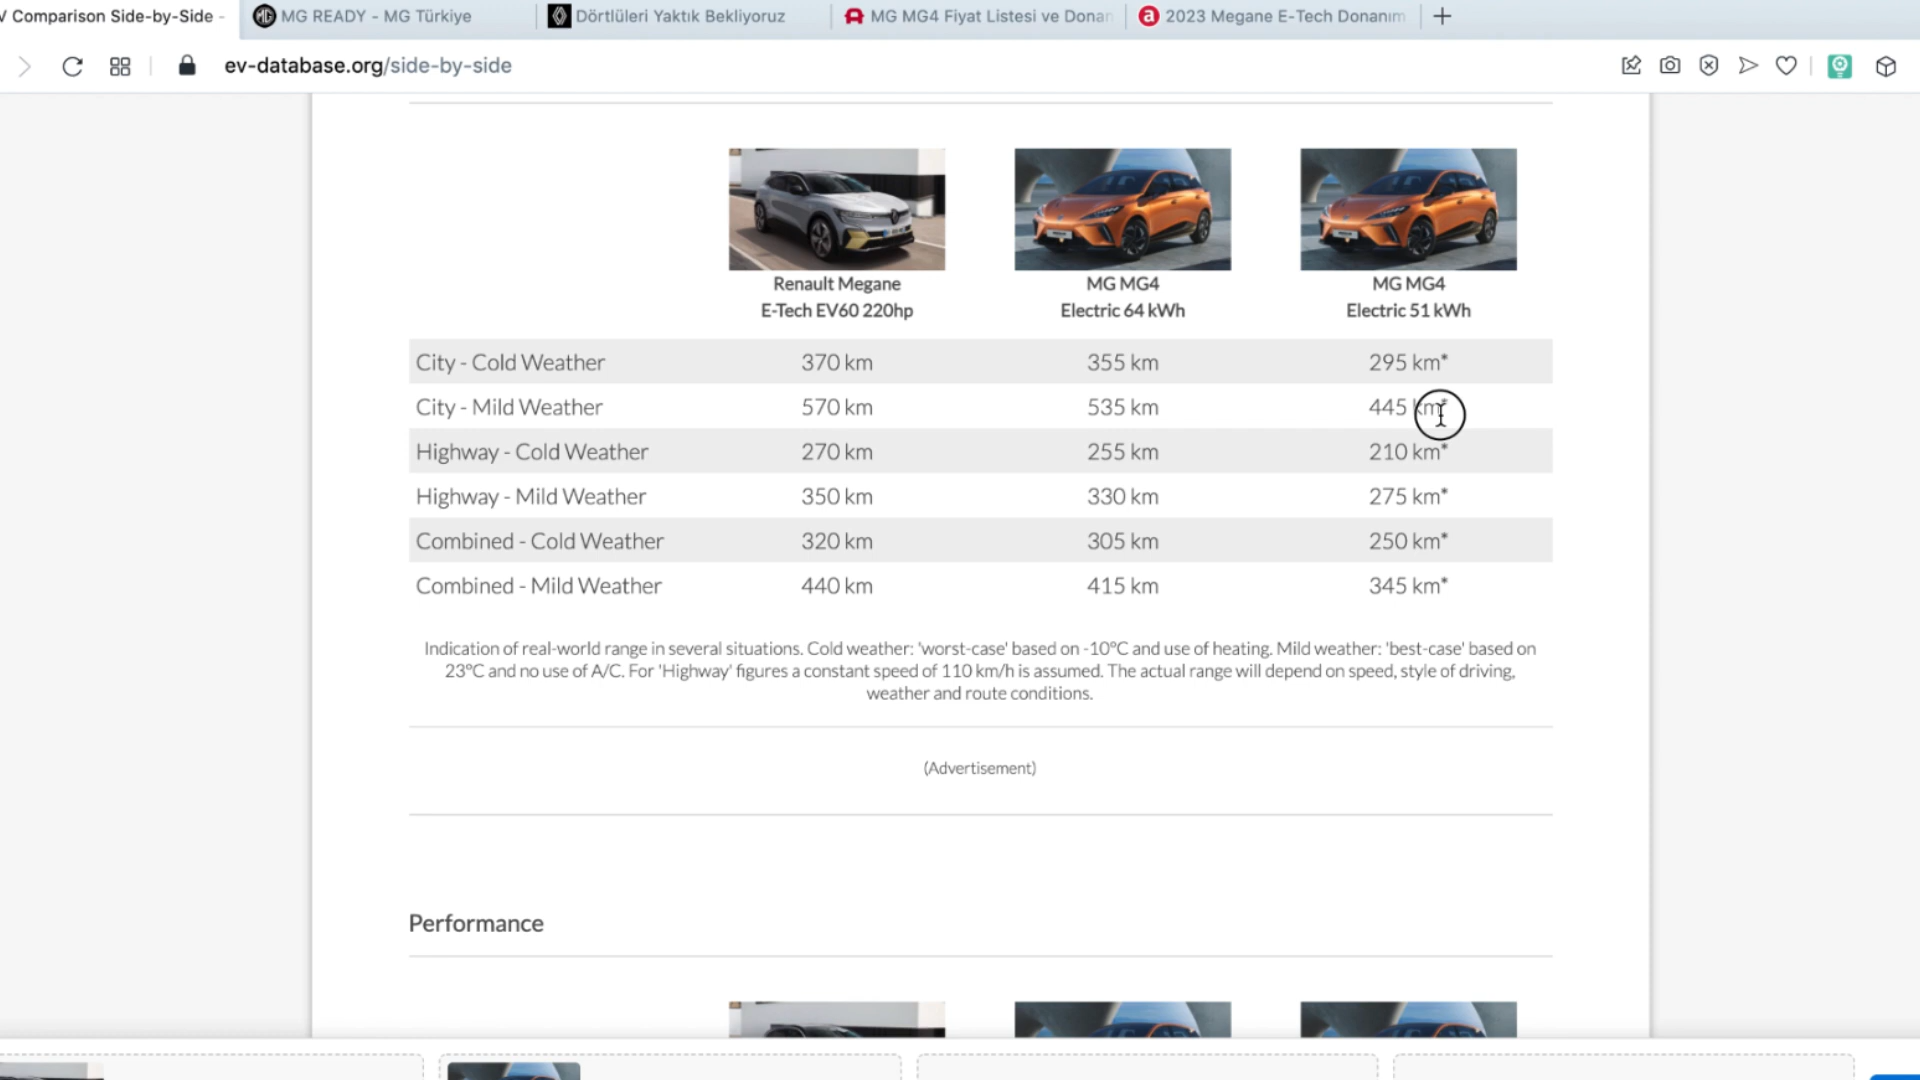 V Comparison Side-by-Side -
MG READY - MG Türkiye
Dörtlüleri Yaktık Bekliyoruz
MG MG4 Fiyat Listesi ve Donan
2023 Megane E-Tech Donanım
ev-database.org/side-by-side
Renault Megane
E-Tech EV60 220hp
MG MG4
Electric 64 kWh
MG MG4
Electric 51 kWh
City - Cold Weather 370 km 355 km 295 km*
City - Mild Weather 570 km 535 km 445 km*
Highway - Cold Weather 270 km 255 km 210 km*
Highway - Mild Weather 350 km 330 km 275 km*
Combined - Cold Weather 320 km 305 km 250 km*
Combined - Mild Weather 440 km 415 km 345 km*
Indication of real-world range in several situations. Cold weather: 'worst-case' based on -10°C and use of heating. Mild weather: 'best-case' based on
23°C and no use of A/C. For 'Highway' figures a constant speed of 110 km/h is assumed. The actual range will depend on speed, style of driving,
weather and route conditions.
(Advertisement)
Performance